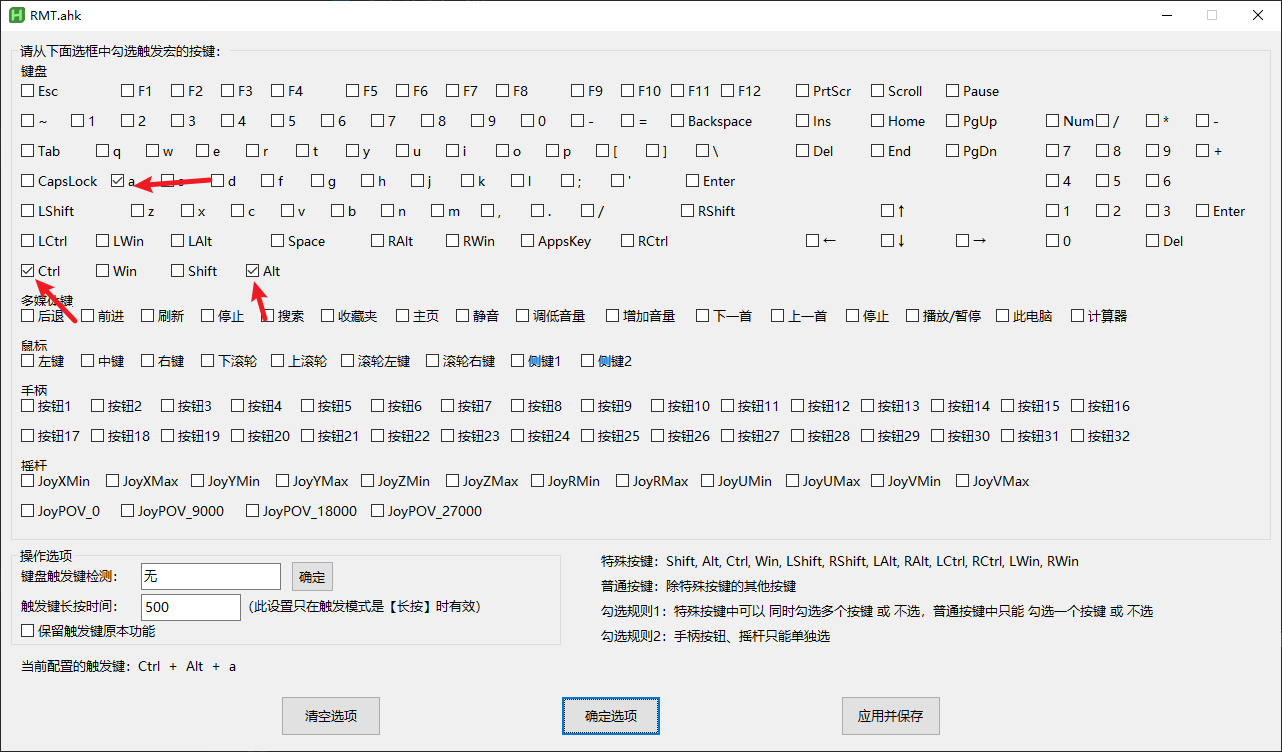 RMT.ahk
请从下面选框中勾选触发宏的按键：
键盘
Esc F1 F2 F3 F4 F5 F6 F7 F8 F9 F10 F11 F12 PrtScr Scroll Pause
~ 1 2 3 4 5 6 7 8 9 0 - = Backspace Ins Home PgUp Num / * -
Tab q w e r t y u i o p [ ] \ Del End PgDn 7 8 9 +
CapsLock a s d f g h j k l ; ' Enter 4 5 6
LShift z x c v b n m , . / RShift ↑ 1 2 3 Enter
LCtrl LWin LAlt Space RAlt RWin AppsKey RCtrl ← ↓ → 0 Del
Ctrl Win Shift Alt
多媒体键
后退 前进 刷新 停止 搜索 收藏夹 主页 静音 调低音量 增加音量 下一首 上一首 停止 播放/暂停 此电脑 计算器
鼠标
左键 中键 右键 下滚轮 上滚轮 滚轮左键 滚轮右键 侧键1 侧键2
手柄
按钮1 按钮2 按钮3 按钮4 按钮5 按钮6 按钮7 按钮8 按钮9 按钮10 按钮11 按钮12 按钮13 按钮14 按钮15 按钮16
按钮17 按钮18 按钮19 按钮20 按钮21 按钮22 按钮23 按钮24 按钮25 按钮26 按钮27 按钮28 按钮29 按钮30 按钮31 按钮32
摇杆
JoyXMin JoyXMax JoyYMin JoyYMax JoyZMin JoyZMax JoyRMin JoyRMax JoyUMin JoyUMax JoyVMin JoyVMax
JoyPOV_0 JoyPOV_9000 JoyPOV_18000 JoyPOV_27000
操作选项
键盘触发键检测： 无 确定
触发键长按时间： 500 (此设置只在触发模式是【长按】时有效)
保留触发键原本功能
特殊按键：Shift, Alt, Ctrl, Win, LShift, RShift, LAlt, RAlt, LCtrl, RCtrl, LWin, RWin
普通按键：除特殊按键的其他按键
勾选规则1：特殊按键中可以 同时勾选多个按键 或 不选，普通按键中只能 勾选一个按键 或 不选
勾选规则2：手柄按钮、摇杆只能单独选
当前配置的触发键：Ctrl + Alt + a
清空选项 确定选项 应用并保存